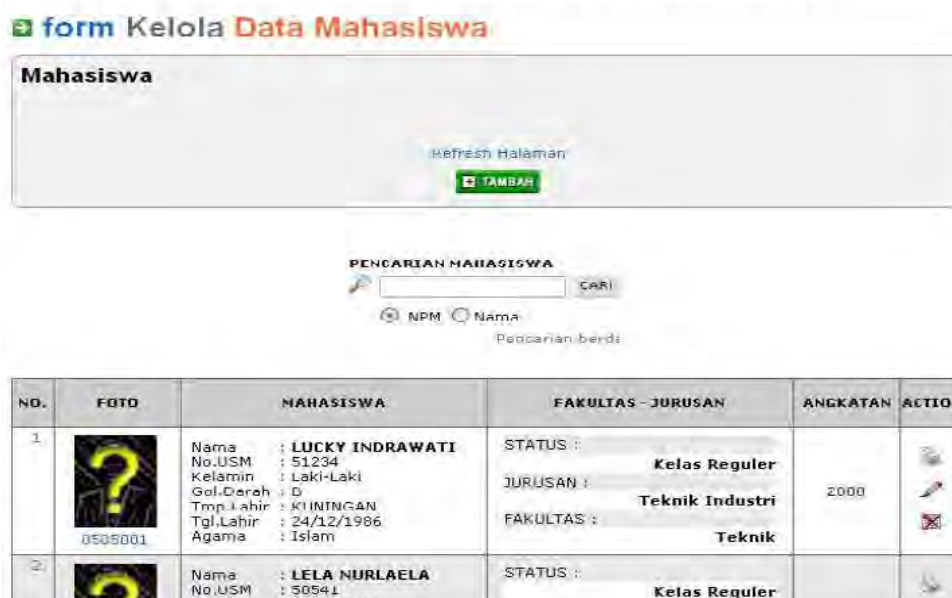 form Kelola Data Mahasiswa
Mahasiswa
Refresh Halaman
TAMBAH
PENCARIAN MAHASISWA
CARI
NPM Nama
Pencarian berd
NO. FOTO MAHASISWA FAKULTAS - JURUSAN ANGKATAN ACTIO
1
Nama : LUCKY INDRAWATI
No.USM : 51234
Kelamin : Laki-Laki
Gol.Darah :
Tmp.Lahir : KUNINGAN
Tgl.Lahir : 24/12/1986
Agama : Islam
0505001
STATUS :
Kelas Reguler
JURUSAN :
Teknik Industri
FAKULTAS :
Teknik
2000
2
Nama : LELA NURLAELA
No.USM : 50541
STATUS :
Kelas Reguler